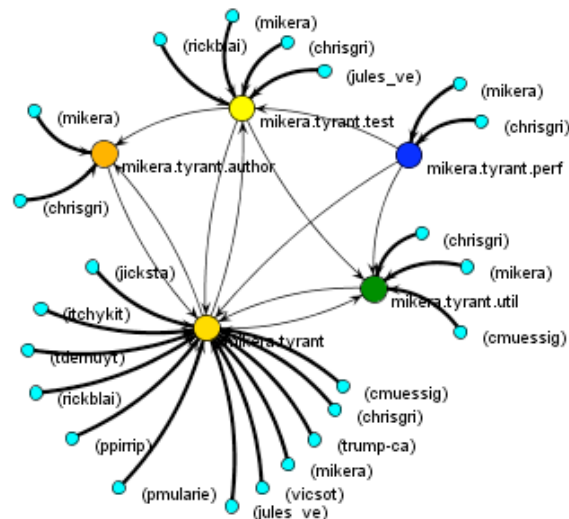 (mikera)
(rickblai)
(chrisgri)
(jules_ve)
(mikera)
(mikera)
mikera.tyrant.test
(chrisgri)
mikera.tyrant.author
mikera.tyrant.perf
(chrisgri)
(chrisgri)
(jicksta)
(mikera)
mikera.tyrant.util
(itchykit)
mikera.tyrant
(cmuessig)
(tdemuyt)
(rickblai)
(cmuessig)
(chrisgri)
(ppirrip)
(trump-ca)
(mikera)
(pmularie)
(vicsot)
(jules_ve)